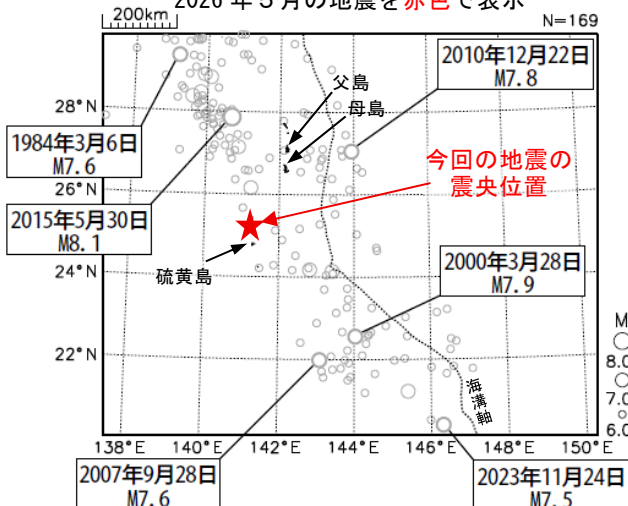 2026年5月の地震を赤色で表示
200km
N=169
2010年12月22日
M7.8
父島
母島
28°N
1984年3月6日
M7.6
今回の地震の
震央位置
26°N
2015年5月30日
M8.1
硫黄島
24°N
2000年3月28日
M7.9
M
8.0
7.0
6.0
22°N
海溝軸
138°E
140°E
142°E
144°E
146°E
148°E
150°E
2007年9月28日
M7.6
2023年11月24日
M7.5